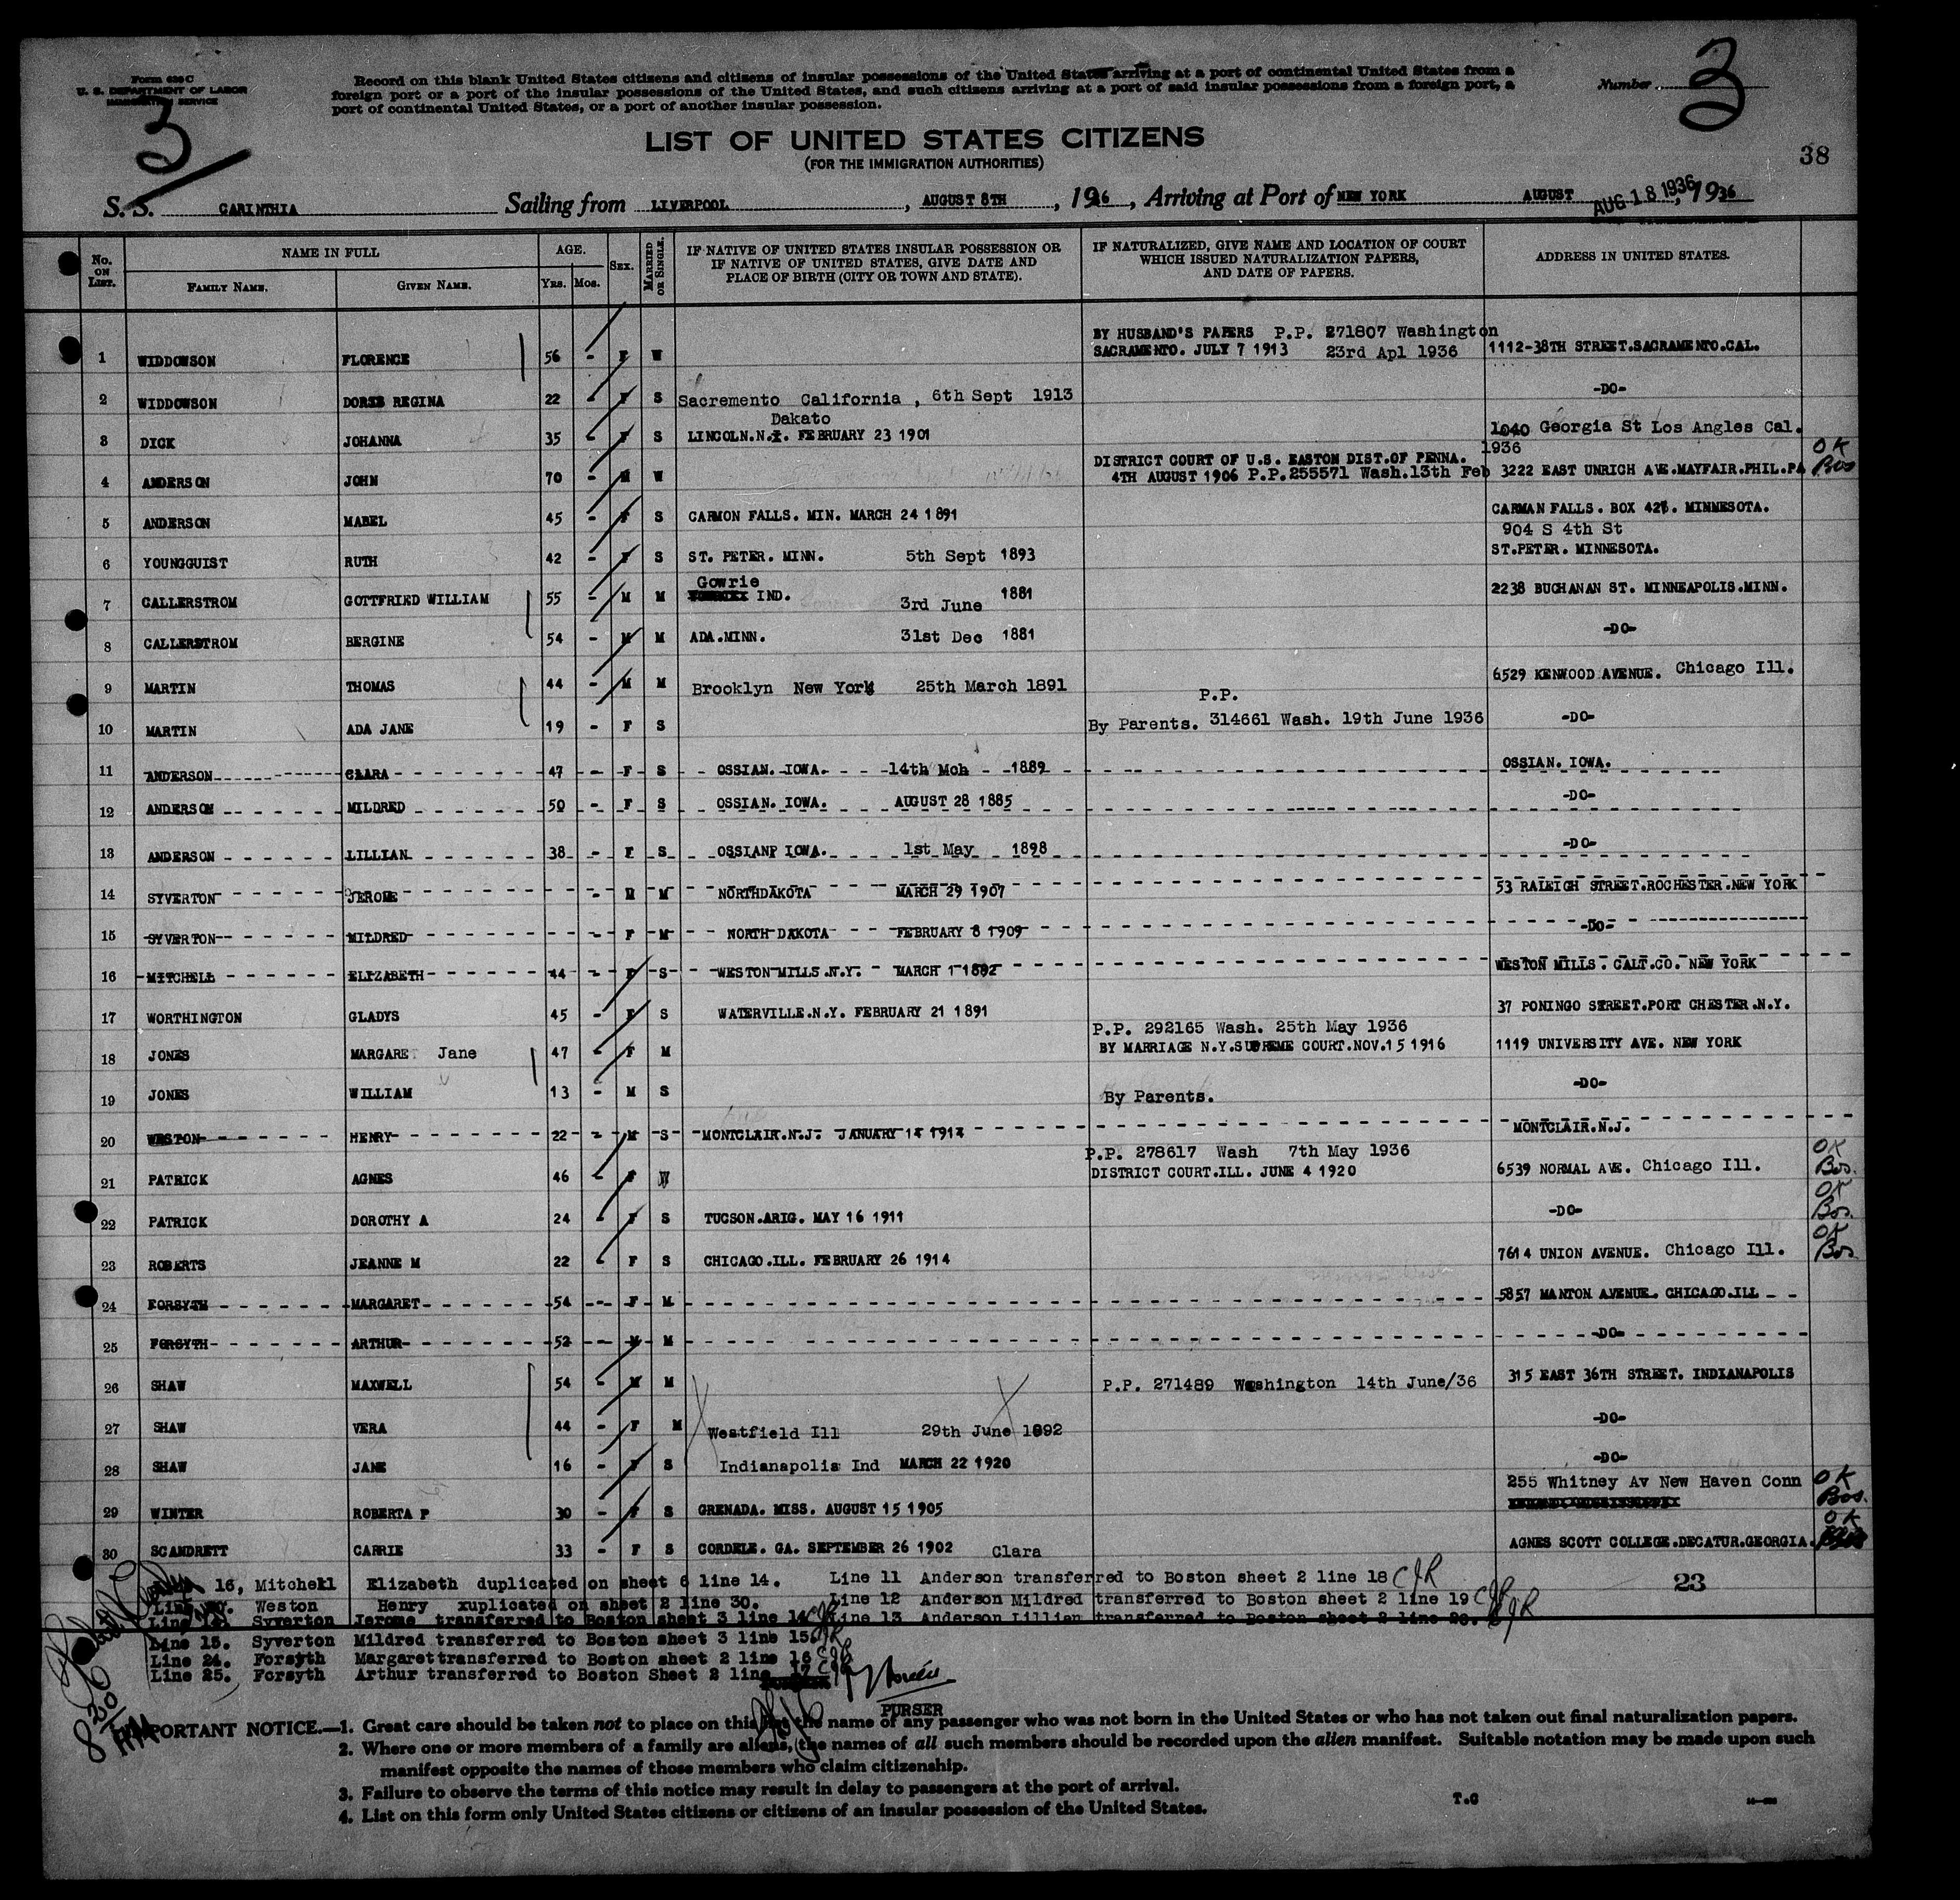 Form 630 C
U. S. DEPARTMENT OF LABOR
IMMIGRATION SERVICE
3
Record on this blank United States citizens and citizens of insular possessions of the United States arriving at a port of continental United States from a
foreign port or a port of the insular possessions of the United States, and such citizens arriving at a port of said insular possessions from a foreign port, a
port of continental United States, or a port of another insular possession.
Number 3
LIST OF UNITED STATES CITIZENS
(FOR THE IMMIGRATION AUTHORITIES)
38
S. S. CARINTHIA Sailing from LIVERPOOL, AUGUST 8TH, 1936, Arriving at Port of NEW YORK AUGUST AUG 18 1936, 1936
No. ON LIST. NAME IN FULL FAMILY NAME. GIVEN NAME. AGE. YRS. MOS. SEX. MARRIED OR SINGLE. IF NATIVE OF UNITED STATES INSULAR POSSESSION OR IF NATIVE OF UNITED STATES, GIVE DATE AND PLACE OF BIRTH (CITY OR TOWN AND STATE). IF NATURALIZED, GIVE NAME AND LOCATION OF COURT WHICH ISSUED NATURALIZATION PAPERS, AND DATE OF PAPERS. ADDRESS IN UNITED STATES.
BY HUSBAND'S PAPERS P.P. 271807 Washington
1 WIDDOWSON FLORENCE 56 - F W SACRAMENTO. JULY 7 1913 23rd Apl 1936 1112-38TH STREET.SACRAMENTO.CAL.
2 WIDDOWSON DORIS REGINA 22 - F S Sacremento California, 6th Sept 1913 -DO-
Dakato
3 DICK JOHANNA 35 - F S LINCOLN.N. FEBRUARY 23 1901 1040 Georgia St Los Angles Cal.
1936 OK
DISTRICT COURT OF U.S. EASTON DIST.OF PENNA.
4 ANDERSON JOHN 70 - M W 4TH AUGUST 1906 P.P.255571 Wash.13th Feb 3222 EAST UNRICH AVE.MAYFAIR.PHIL.PA Bos
5 ANDERSON MABEL 45 - F S CARMON FALLS. MIN. MARCH 24 1891 CARMAN FALLS. BOX 428. MINNESOTA.
904 S 4th St
6 YOUNGGUIST RUTH 42 - F S ST. PETER. MINN. 5th Sept 1893 ST.PETER. MINNESOTA.
Gowrie
7 CALLERSTROM GOTTFRIED WILLIAM 55 - M M IND. 3rd June 1881 2238 BUCHANAN ST. MINNEAPOLIS.MINN.
8 CALLERSTROM BERGINE 54 - M M ADA.MINN. 31st Dec 1881 -DO-
9 MARTIN THOMAS 44 - M M Brooklyn New York 25th March 1891 6529 KENWOOD AVENUE. Chicago Ill.
P.P.
10 MARTIN ADA JANE 19 - F S By Parents. 314661 Wash. 19th June 1936 -DO-
11 ANDERSON CLARA 47 - F S OSSIAN. IOWA. 14th Mch 1889 OSSIAN. IOWA.
12 ANDERSON MILDRED 50 - F S OSSIAN. IOWA. AUGUST 28 1885 -DO-
13 ANDERSON LILLIAN 38 - F S OSSIANP IOWA. 1st May 1898 -DO-
14 SYVERTON JEROME - M M NORTHDAKOTA MARCH 29 1907 53 RALEIGH STREET.ROCHESTER.NEW YORK
15 SYVERTON MILDRED - F M NORTH DAKOTA FEBRUARY 8 1909 -DO-
16 MITCHELL ELIZABETH 44 - F S WESTON MILLS.N.Y. MARCH 1 1892 WESTON MILLS. CALT.CO. NEW YORK
17 WORTHINGTON GLADYS 45 - F S WATERVILLE.N.Y. FEBRUARY 21 1891 37 PONINGO STREET.PORT CHESTER.N.Y.
P.P. 292165 Wash. 25th May 1936
18 JONES MARGARET Jane 47 - F M BY MARRIAGE N.Y.SUPREME COURT.NOV.15 1916 1119 UNIVERSITY AVE. NEW YORK
19 JONES WILLIAM 13 - M S By Parents. -DO-
20 WESTON HENRY 22 - M S MONTCLAIR.N.J. JANUARY 14 1914 MONTCLAIR.N.J.
P.P. 278617 Wash 7th May 1936 OK
21 PATRICK AGNES 46 - F W DISTRICT COURT.ILL. JUNE 4 1920 6539 NORMAL AVE. Chicago Ill. Bos.
OK
22 PATRICK DOROTHY A 24 - F S TUCSON.ARIG. MAY 16 1911 -DO- Bos.
OK
23 ROBERTS JEANNE M 22 - F S CHICAGO.ILL. FEBRUARY 26 1914 7614 UNION AVENUE. Chicago Ill. Bos
24 FORSYTH MARGARET 54 - F M 5857 MANTON AVENUE. CHICAGO.ILL
25 FORSYTH ARTHUR 52 - M M -DO-
26 SHAW MAXWELL 54 - M M P.P. 271489 Washington 14th June/36 315 EAST 36TH STREET. INDIANAPOLIS
27 SHAW VERA 44 - F M Westfield Ill 29th June 1892 -DO-
28 SHAW JANE 16 - F S Indianapolis Ind MARCH 22 1920 -DO-
255 Whitney Av New Haven Conn OK
29 WINTER ROBERTA P 30 - F S GRENADA. MISS. AUGUST 15 1905 Bos.
OK
30 SCANDRETT CARRIE 33 - F S CORDELE. GA. SEPTEMBER 26 1902 AGNES SCOTT COLLEGE.DECATUR.GEORGIA.
Clara
16, Mitchell Elizabeth duplicated on sheet 6 line 14. Line 11 Anderson transferred to Boston sheet 2 line 18 CJR 23
Weston Henry xuplicated on sheet 2 line 30. Line 12 Anderson Mildred transferred to Boston sheet 2 line 19 CJR
Line 14. Syverton Jerome transferred to Boston sheet 3 line 14 CJR Line 13 Anderson Lillian transferred to Boston sheet 2 line 20. CJR
Line 15. Syverton Mildred transferred to Boston sheet 3 line 15. CJR
Line 24. Forsyth Margaret transferred to Boston sheet 2 line 16 CJR
Line 25. Forsyth Arthur transferred to Boston Sheet 2 line 17 CJR
PURSER
IMPORTANT NOTICE.—1. Great care should be taken not to place on this list the name of any passenger who was not born in the United States or who has not taken out final naturalization papers.
2. Where one or more members of a family are aliens, the names of all such members should be recorded upon the alien manifest. Suitable notation may be made upon such
manifest opposite the names of those members who claim citizenship.
3. Failure to observe the terms of this notice may result in delay to passengers at the port of arrival.
4. List on this form only United States citizens or citizens of an insular possession of the United States.
T.G